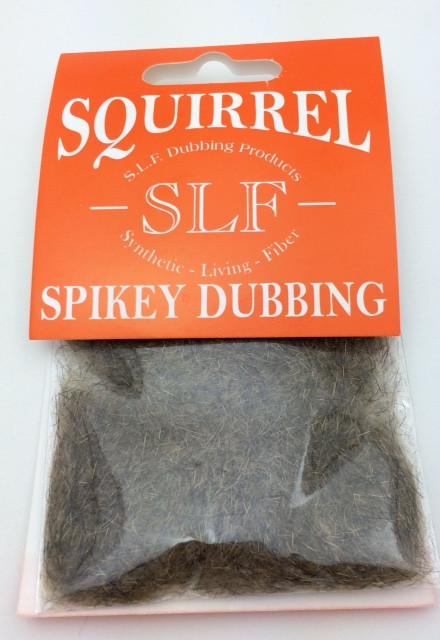 SQUIRREL
S.L.F. Dubbing Products
- SLF -
Synthetic - Living - Fiber
SPIKEY DUBBING